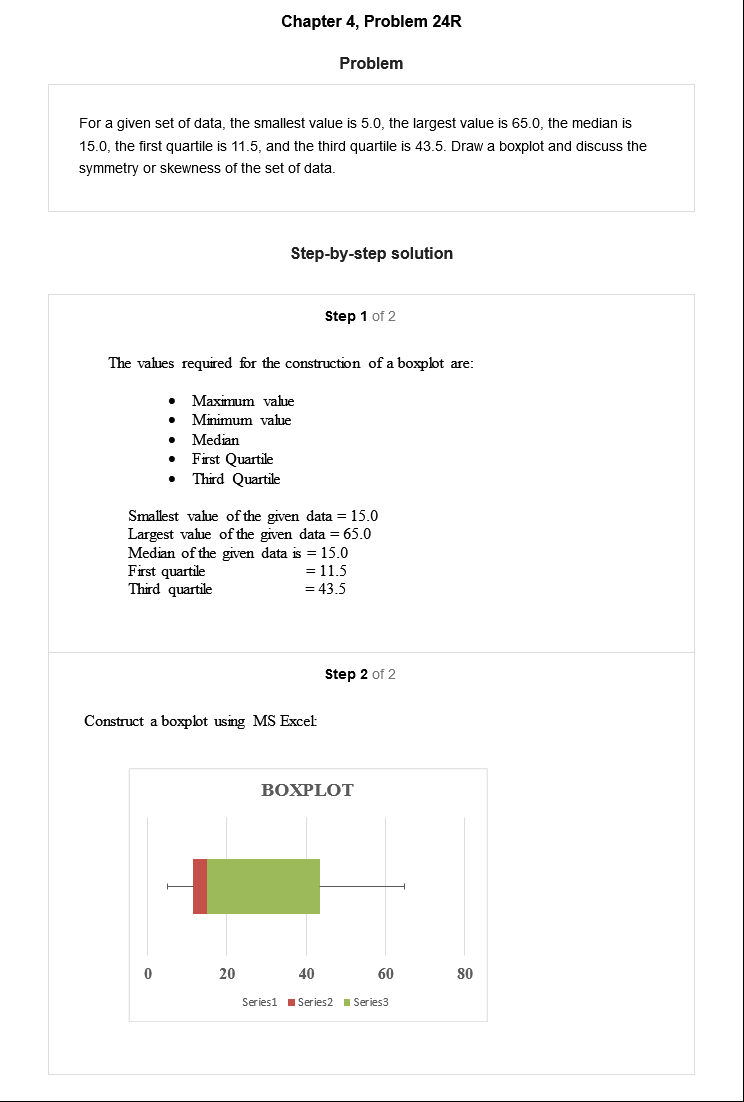 Chapter 4, Problem 24R
Problem
For a given set of data, the smallest value is 5.0, the largest value is 65.0, the median is
15.0, the first quartile is 11.5, and the third quartile is 43.5. Draw a boxplot and discuss the
symmetry or skewness of the set of data.
Step-by-step solution
Step 1 of 2
The values required for the construction of a boxplot are:
• Maximum value
• Minimum value
• Median
• First Quartile
• Third Quartile
Smallest value of the given data = 15.0
Largest value of the given data = 65.0
Median of the given data is = 15.0
First quartile = 11.5
Third quartile = 43.5
Step 2 of 2
Construct a boxplot using MS Excel:
BOXPLOT
0 20 40 60 80
Series1 Series2 Series3